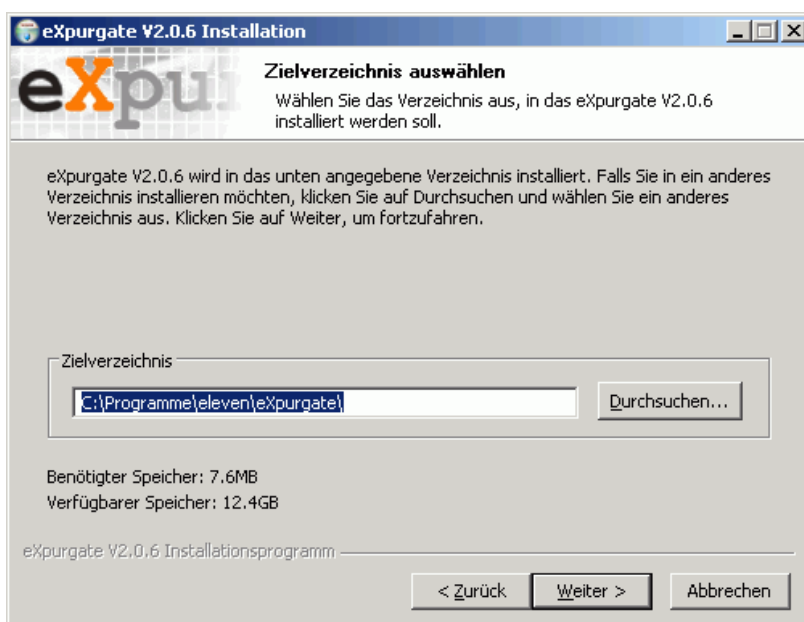 eXpurgate V2.0.6 Installation
eXpur
Zielverzeichnis auswählen
Wählen Sie das Verzeichnis aus, in das eXpurgate V2.0.6
installiert werden soll.
eXpurgate V2.0.6 wird in das unten angegebene Verzeichnis installiert. Falls Sie in ein anderes
Verzeichnis installieren möchten, klicken Sie auf Durchsuchen und wählen Sie ein anderes
Verzeichnis aus. Klicken Sie auf Weiter, um fortzufahren.
Zielverzeichnis
C:\Programme\eleven\eXpurgate\
Durchsuchen...
Benötigter Speicher: 7.6MB
Verfügbarer Speicher: 12.4GB
eXpurgate V2.0.6 Installationsprogramm
< Zurück
Weiter >
Abbrechen